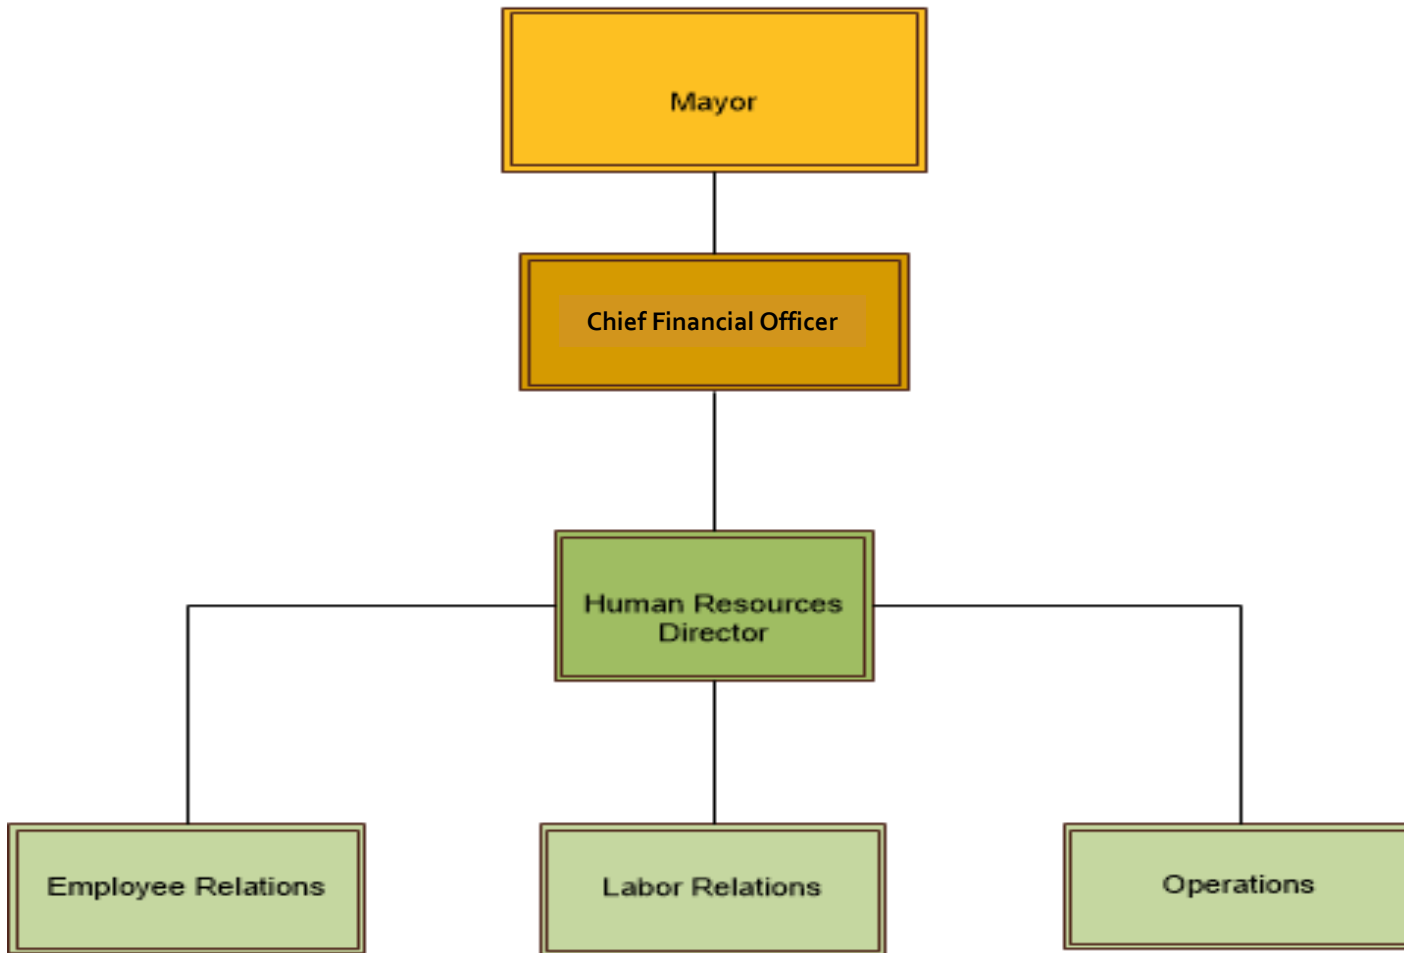 Mayor
Chief Financial Officer
Human Resources
Director
Employee Relations
Labor Relations
Operations